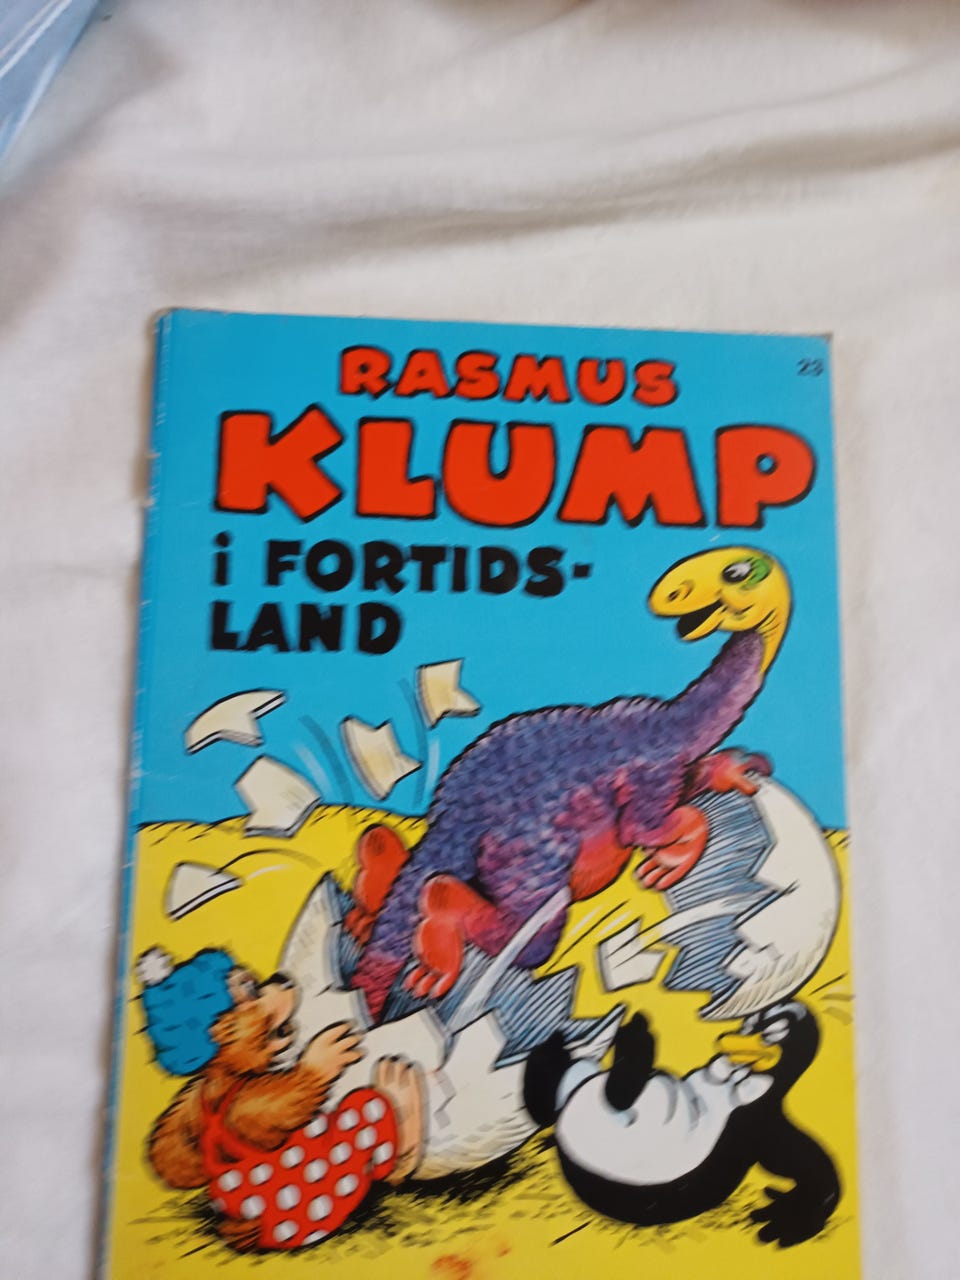 23
RASMUS
KLUMP
i FORTIDS-
LAND